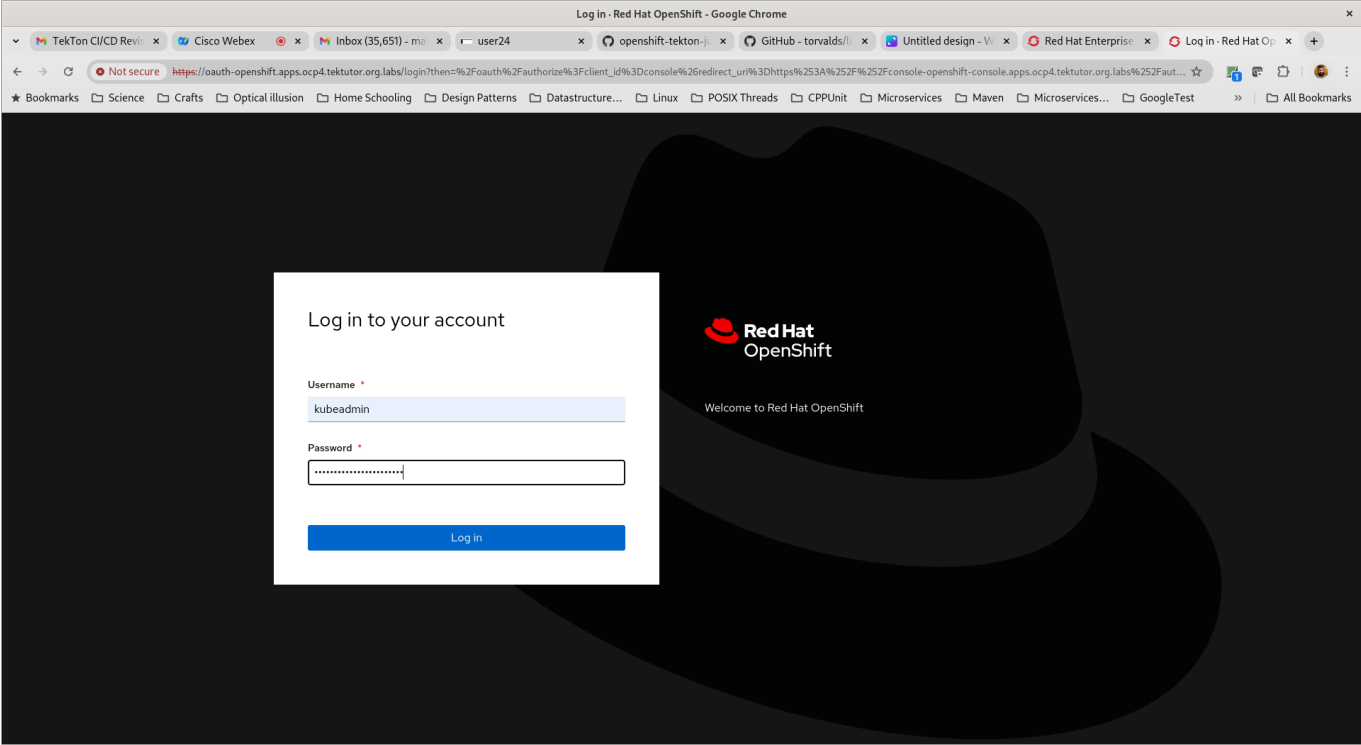 Log in · Red Hat OpenShift - Google Chrome
TekTon CI/CD Revis
Cisco Webex
Inbox (35,651) - ma
user24
openshift-tekton-ju
GitHub - torvalds/li
Untitled design - W
Red Hat Enterprise
Log in · Red Hat Op
Not secure https://oauth-openshift.apps.ocp4.tektutor.org.labs/login?then=%2Foauth%2Fauthorize%3Fclient_id%3Dconsole%26redirect_uri%3Dhttps%253A%252F%252Fconsole-openshift-console.apps.ocp4.tektutor.org.labs%252Faut...
Bookmarks Science Crafts Optical illusion Home Schooling Design Patterns Datastructure... Linux POSIX Threads CPPUnit Microservices Maven Microservices... GoogleTest » All Bookmarks
Log in to your account
Username *
kubeadmin
Password *
Log in
Red Hat
OpenShift
Welcome to Red Hat OpenShift